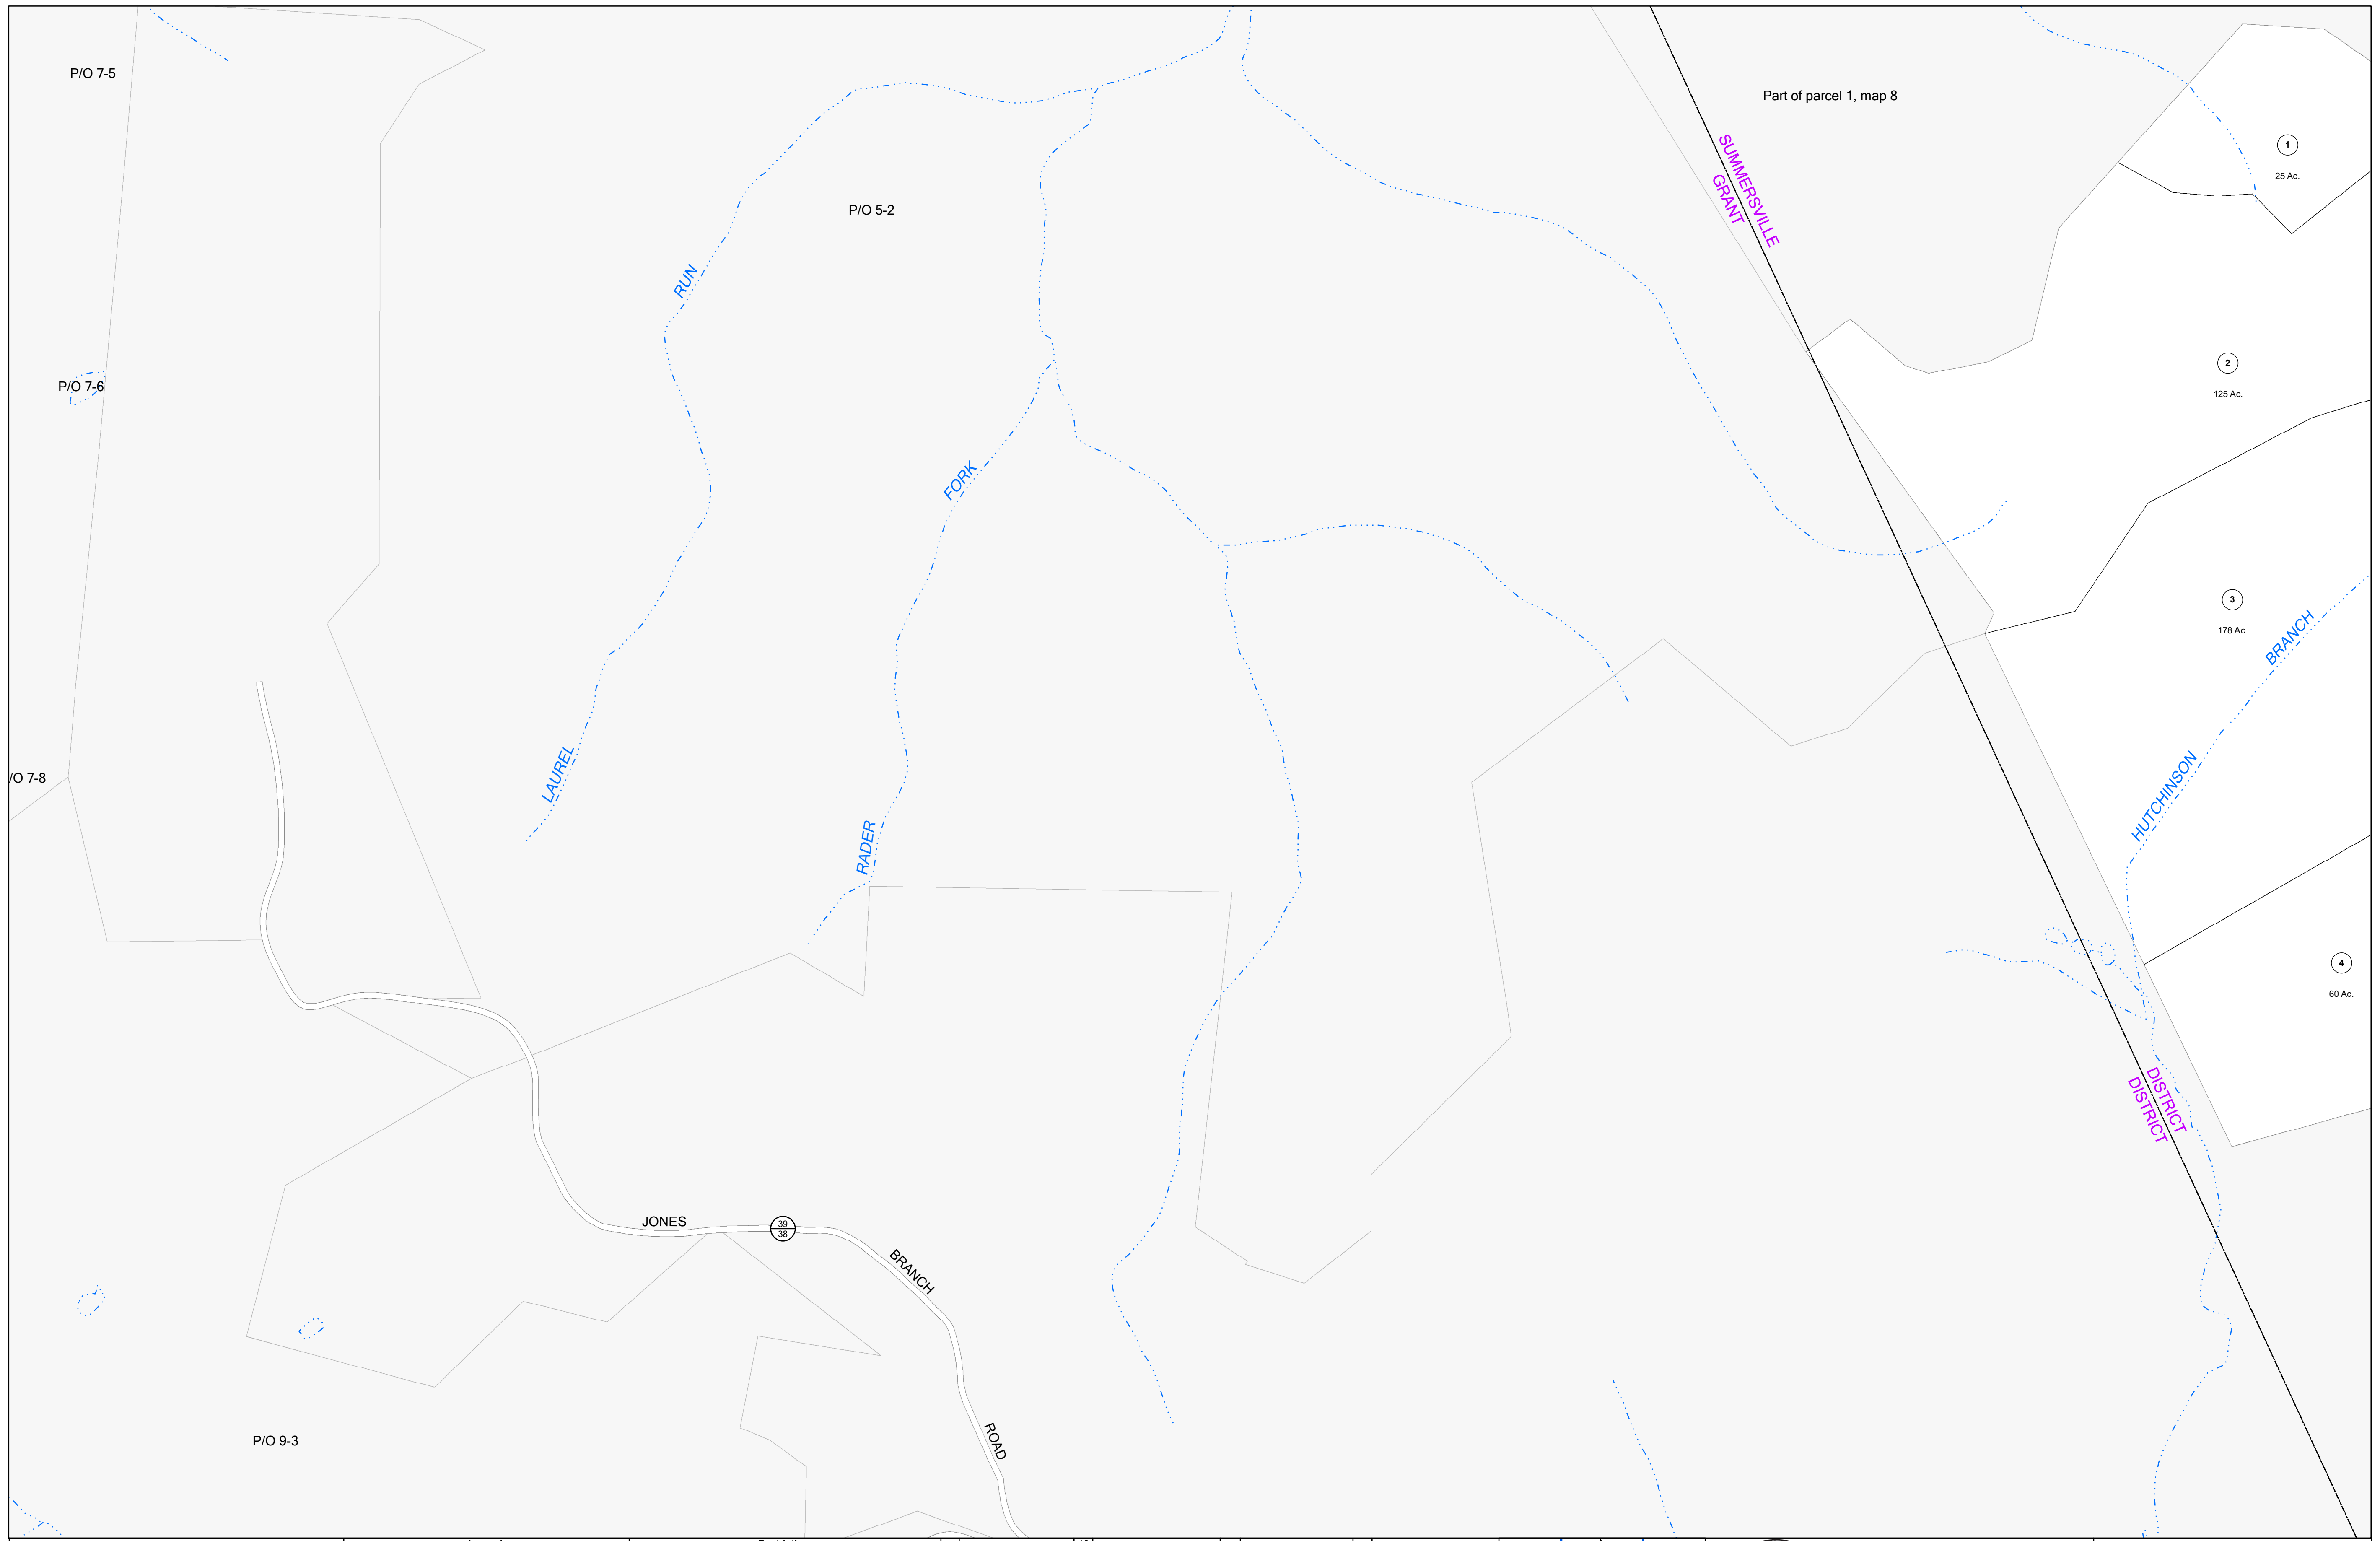 P/O 7-5
Part of parcel 1, map 8
SUMMERSVILLE
GRANT
1
25 Ac.
P/O 5-2
RUN
2
125 Ac.
P/O 7-6
FORK
3
178 Ac.
BRANCH
/O 7-8
LAUREL
HUTCHINSON
RADER
4
60 Ac.
DISTRICT
DISTRICT
JONES
39
38
BRANCH
ROAD
P/O 9-3